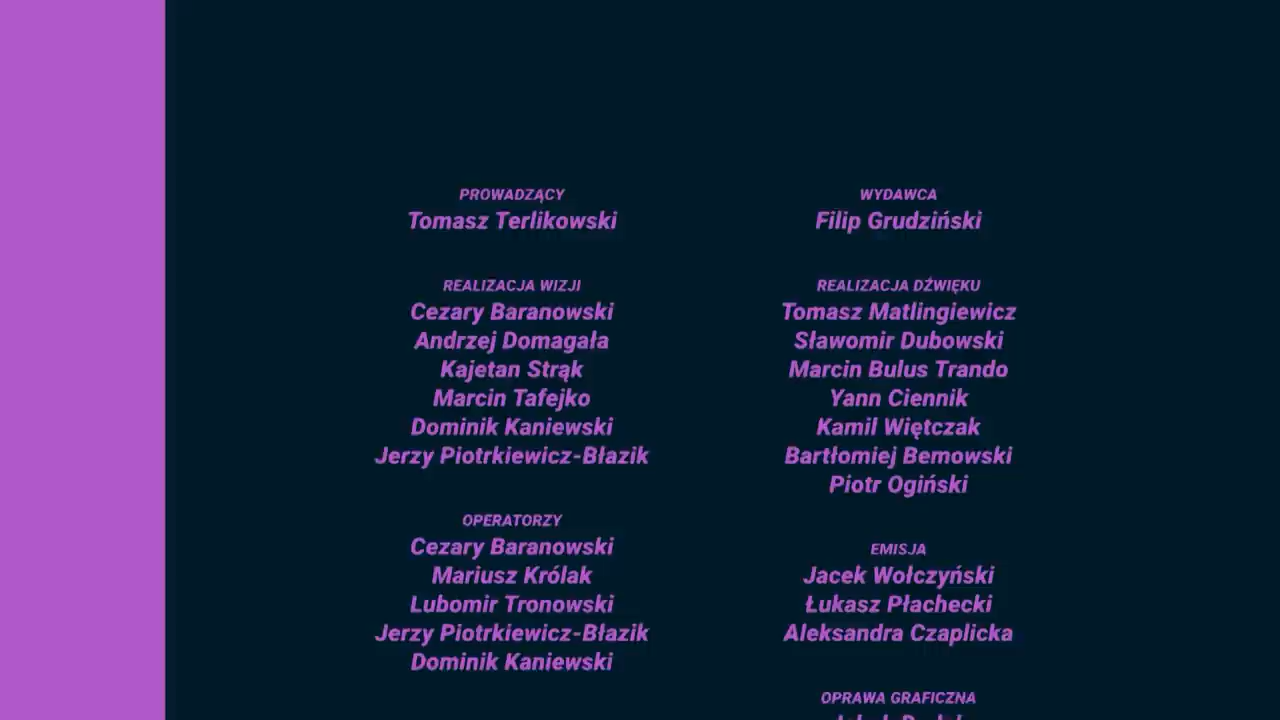 PROWADZĄCY
Tomasz Terlikowski
REALIZACJA WIZJI
Cezary Baranowski
Andrzej Domagała
Kajetan Strąk
Marcin Tafejko
Dominik Kaniewski
Jerzy Piotrkiewicz-Błazik
OPERATORZY
Cezary Baranowski
Mariusz Królak
Lubomir Tronowski
Jerzy Piotrkiewicz-Błazik
Dominik Kaniewski
WYDAWCA
Filip Grudziński
REALIZACJA DŹWIĘKU
Tomasz Matlingiewicz
Sławomir Dubowski
Marcin Bulus Trando
Yann Ciennik
Kamil Więtczak
Bartłomiej Bemowski
Piotr Ogiński
EMISJA
Jacek Wołczyński
Łukasz Płachecki
Aleksandra Czaplicka
OPRAWA GRAFICZNA